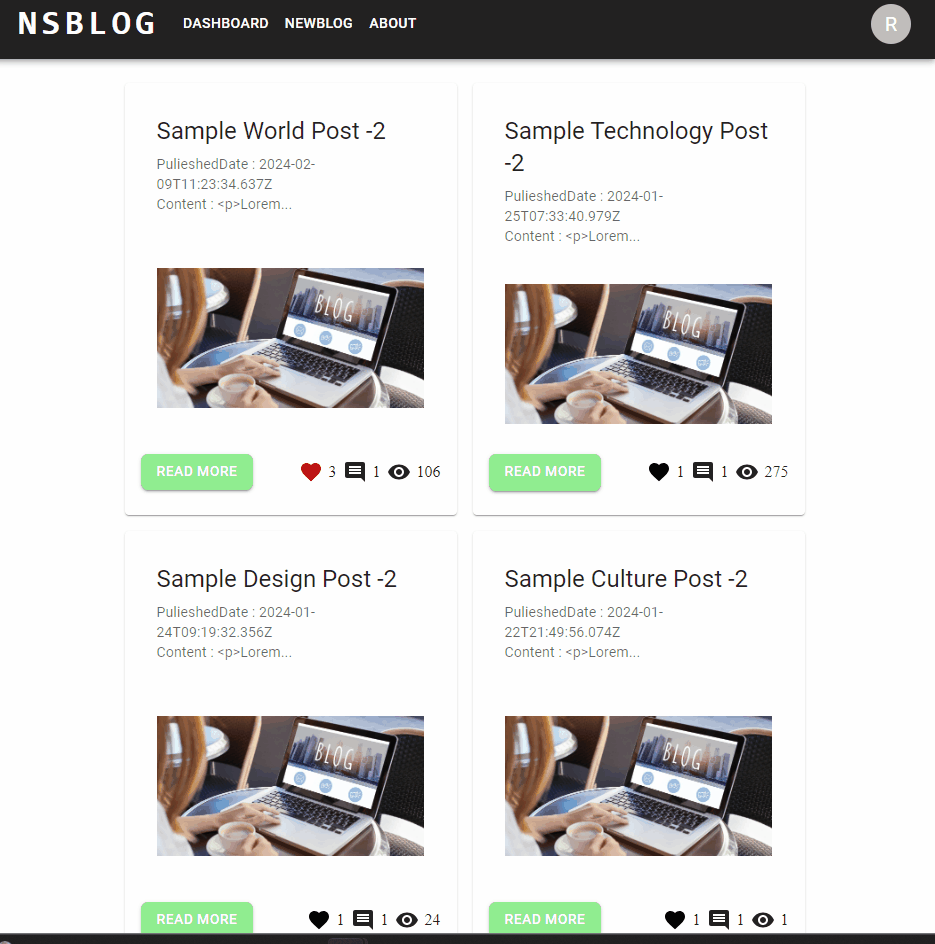 NSBLOG DASHBOARD NEWBLOG ABOUT R
Sample World Post -2
PulieshedDate : 2024-02-
09T11:23:34.637Z
Content : <p>Lorem...
BLOG
READ MORE 3 1 106
Sample Technology Post
-2
PulieshedDate : 2024-01-
25T07:33:40.979Z
Content : <p>Lorem...
BLOG
READ MORE 1 1 275
Sample Design Post -2
PulieshedDate : 2024-01-
24T09:19:32.356Z
Content : <p>Lorem...
BLOG
READ MORE 1 1 24
Sample Culture Post -2
PulieshedDate : 2024-01-
22T21:49:56.074Z
Content : <p>Lorem...
BLOG
READ MORE 1 1 1